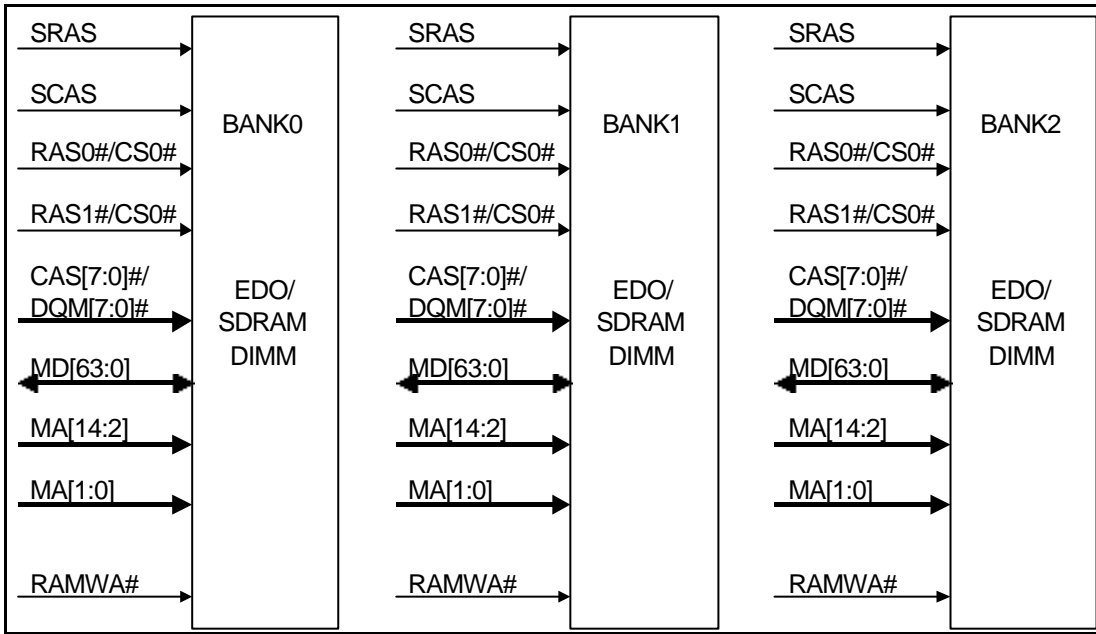 SRAS
SCAS
BANK0
RAS0#/CS0#
RAS1#/CS0#
CAS[7:0]#/
DQM[7:0]#
EDO/
SDRAM
DIMM
MD[63:0]
MA[14:2]
MA[1:0]
RAMWA#
SRAS
SCAS
BANK1
RAS0#/CS0#
RAS1#/CS0#
CAS[7:0]#/
DQM[7:0]#
EDO/
SDRAM
DIMM
MD[63:0]
MA[14:2]
MA[1:0]
RAMWA#
SRAS
SCAS
BANK2
RAS0#/CS0#
RAS1#/CS0#
CAS[7:0]#/
DQM[7:0]#
EDO/
SDRAM
DIMM
MD[63:0]
MA[14:2]
MA[1:0]
RAMWA#